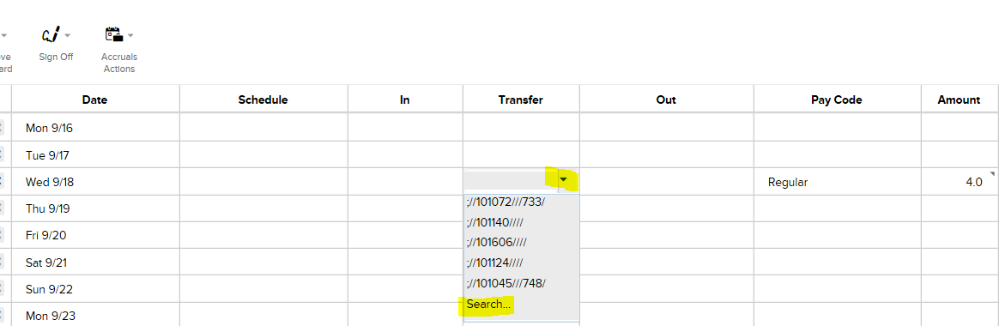 ve
ard
Sign Off
Accruals
Actions
Date Schedule In Transfer Out Pay Code Amount
Mon 9/16
Tue 9/17
Wed 9/18 Regular 4.0
;//101072///733/
Thu 9/19
;//101140////
Fri 9/20
;//101606////
Sat 9/21
;//101124////
Sun 9/22
;//101045///748/
Search...
Mon 9/23